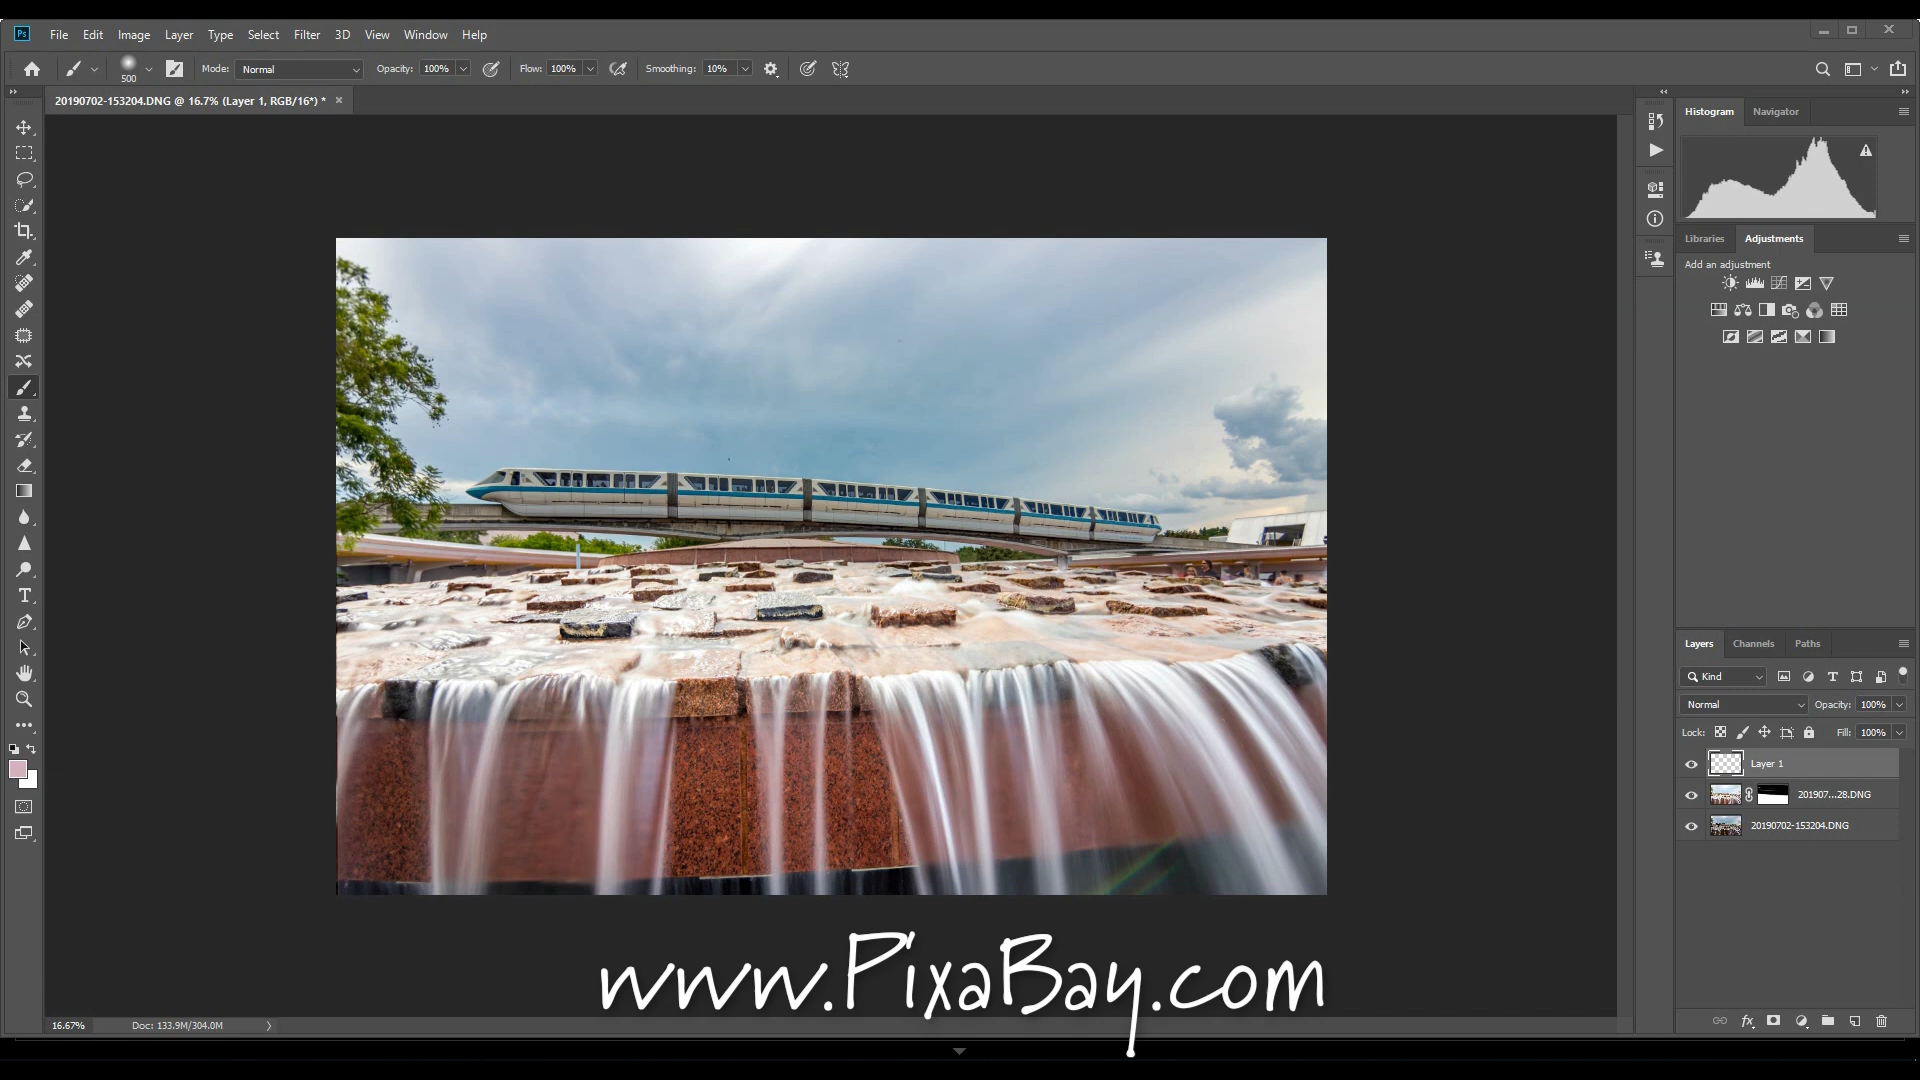 Ps File Edit Image Layer Type Select Filter 3D View Window Help
500 Mode: Normal Opacity: 100% Flow: 100% Smoothing: 10%
20190702-153204.DNG @ 16.7% (Layer 1, RGB/16*) * ×
Histogram Navigator
Libraries Adjustments
Add an adjustment
Layers Channels Paths
Kind
Normal Opacity: 100%
Lock: Fill: 100%
Layer 1
201907...28.DNG
20190702-153204.DNG
www.PixaBay.com
16.67% Doc: 133.9M/304.0M